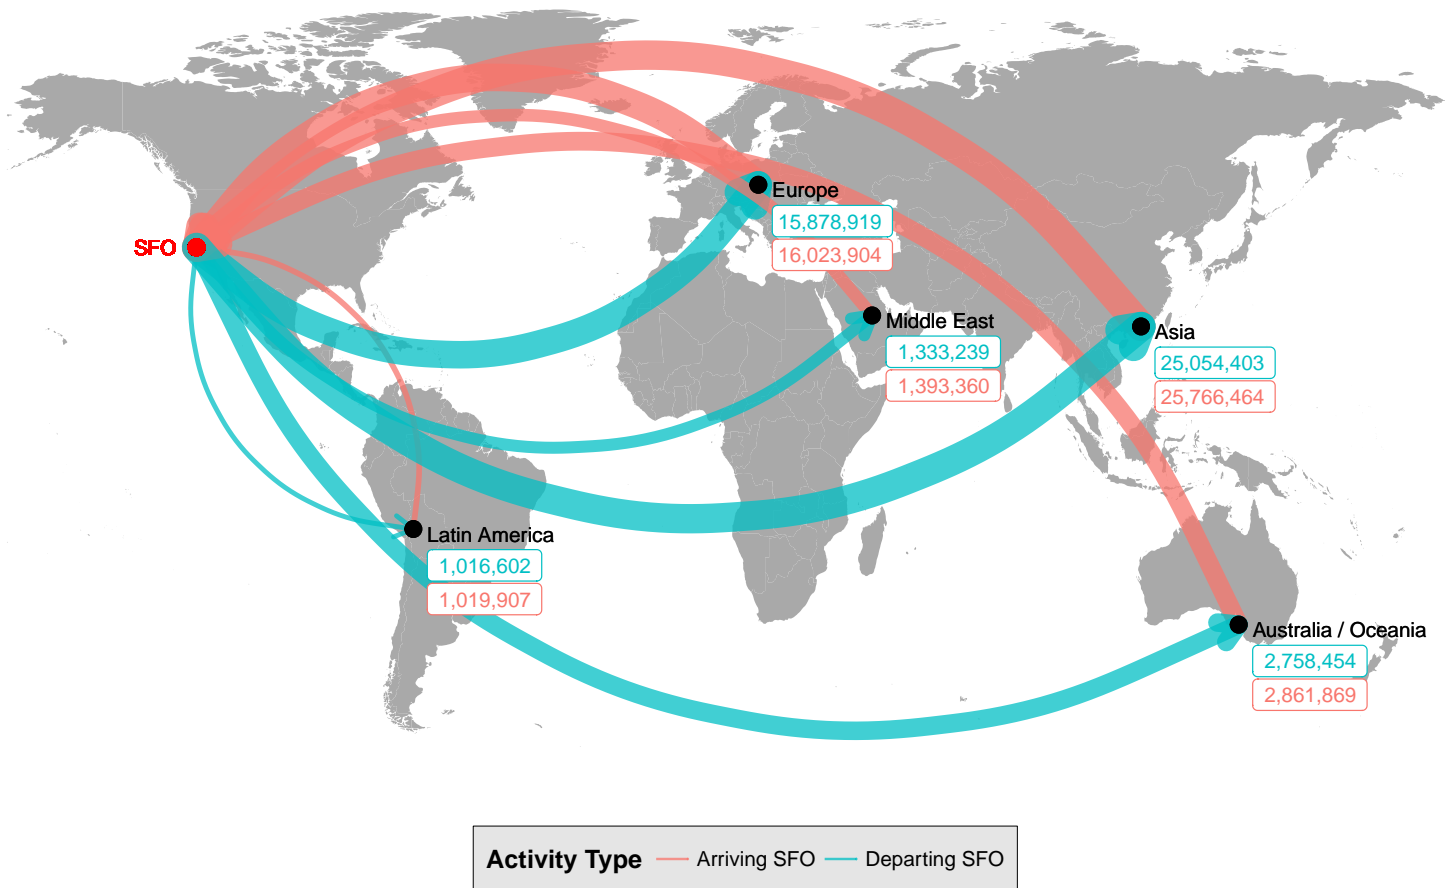 SFO
Europe
15,878,919
16,023,904
Middle East
1,333,239
1,393,360
Asia
25,054,403
25,766,464
Latin America
1,016,602
1,019,907
Australia / Oceania
2,758,454
2,861,869
Activity Type Arriving SFO Departing SFO